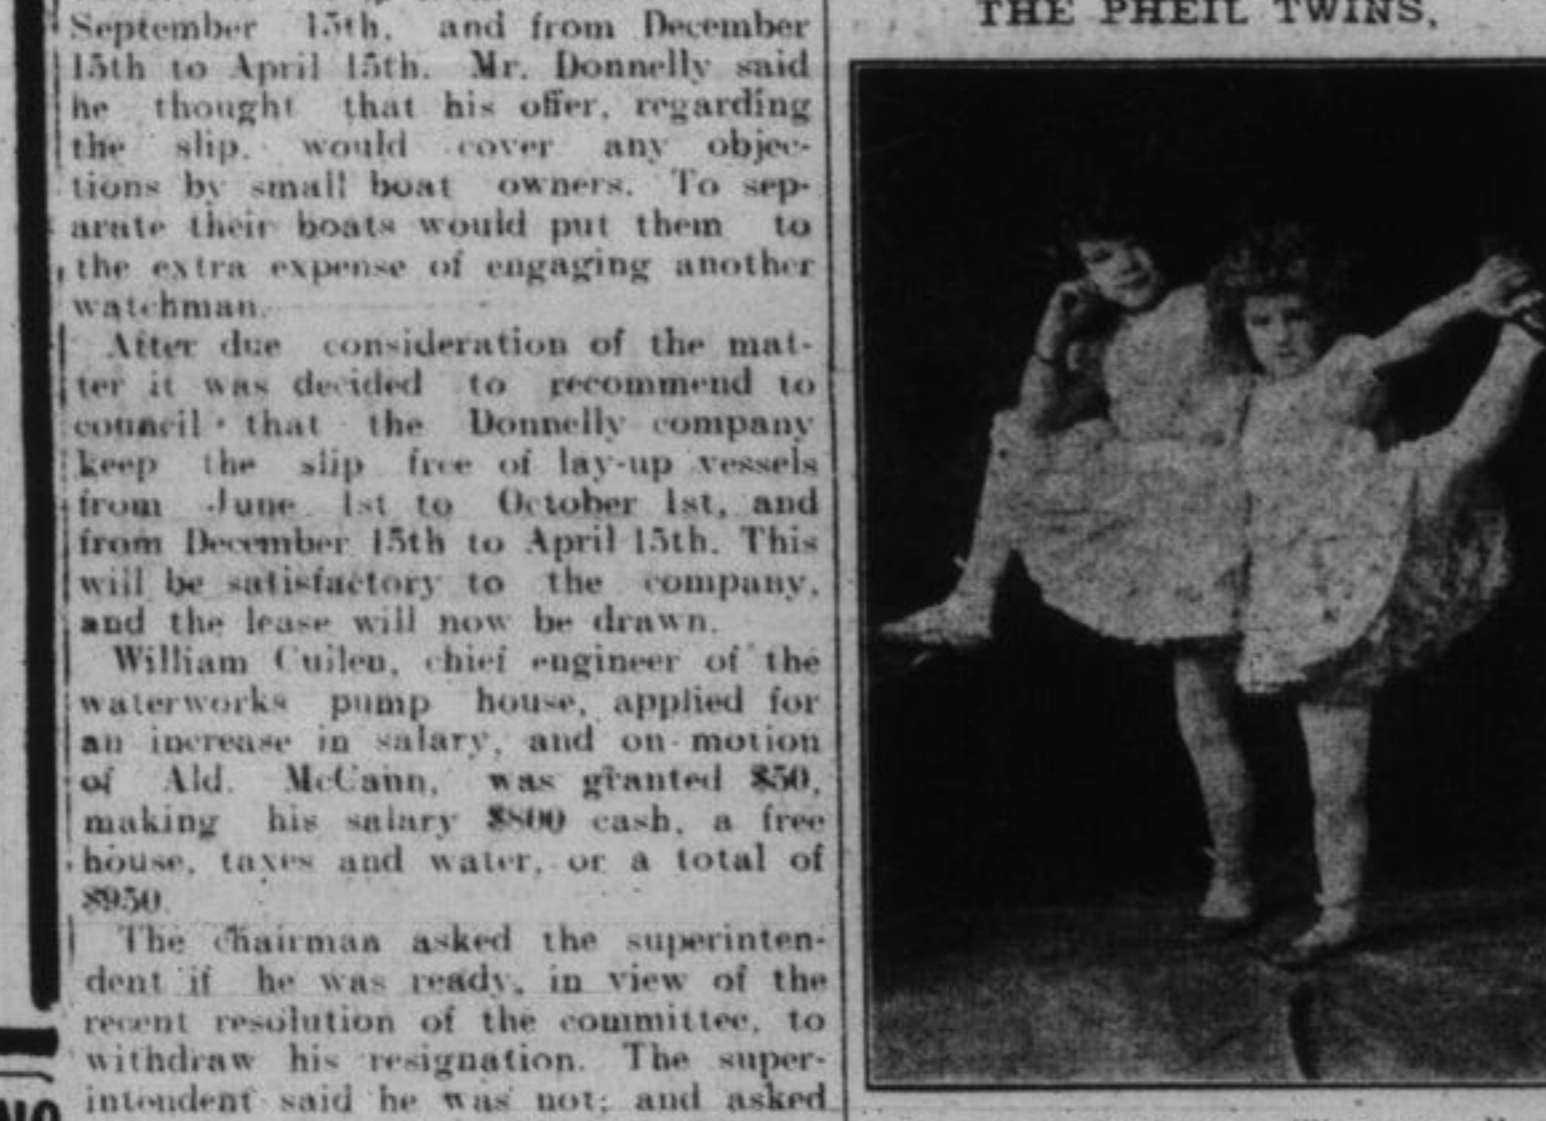 September 15th, and from December
15th to April 15th. Mr. Donnelly said
he thought that his offer, regarding
the slip, would cover any objec-
tions by small boat owners. To sep-
arate their boats would put them to
the extra expense of engaging another
watchman.
After due consideration of the mat-
ter it was decided to recommend to
council that the Donnelly company
keep the slip free of lay-up vessels
from June 1st to October 1st, and
from December 15th to April 15th. This
will be satisfactory to the company,
and the lease will now be drawn.
William Cullen, chief engineer of the
waterworks pump house, applied for
an increase in salary, and on motion
of Ald. McCann, was granted $50,
making his salary $800 cash, a free
house, taxes and water, or a total of
$950.
The chairman asked the superinten-
dent if he was ready, in view of the
recent resolution of the committee, to
withdraw his resignation. The super-
intendent said he was not; and asked
THE PHEIL TWINS,
NO